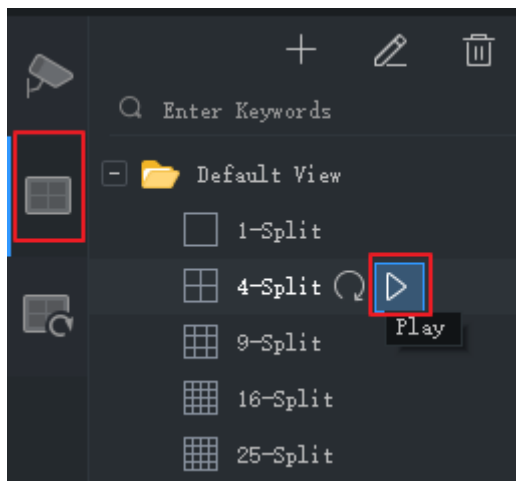 Enter Keywords
Default View
1-Split
4-Split
Play
9-Split
16-Split
25-Split